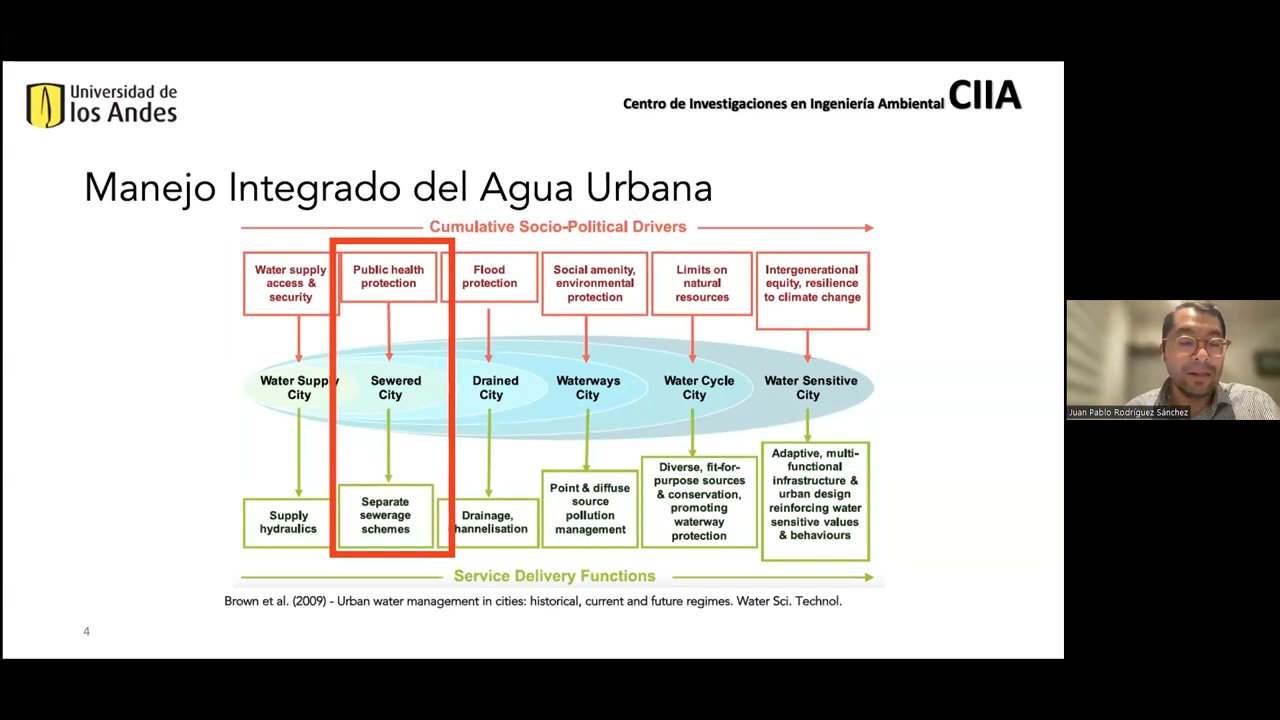 Universidad de
los Andes
Centro de Investigaciones en Ingeniería Ambiental CIIA
Manejo Integrado del Agua Urbana
Cumulative Socio-Political Drivers
Water supply
access &
security
Public health
protection
Flood
protection
Social amenity,
environmental
protection
Limits on
natural
resources
Intergenerational
equity, resilience
to climate change
Water Supply
City
Sewered
City
Drained
City
Waterways
City
Water Cycle
City
Water Sensitive
City
Supply
hydraulics
Separate
sewerage
schemes
Drainage,
channelisation
Point & diffuse
source
pollution
management
Diverse, fit-for-
purpose sources
& conservation,
promoting
waterway
protection
Adaptive, multi-
functional
infrastructure &
urban design
reinforcing water
sensitive values
& behaviours
Service Delivery Functions
Brown et al. (2009) - Urban water management in cities: historical, current and future regimes. Water Sci. Technol.
4
Juan Pablo Rodríguez Sánchez